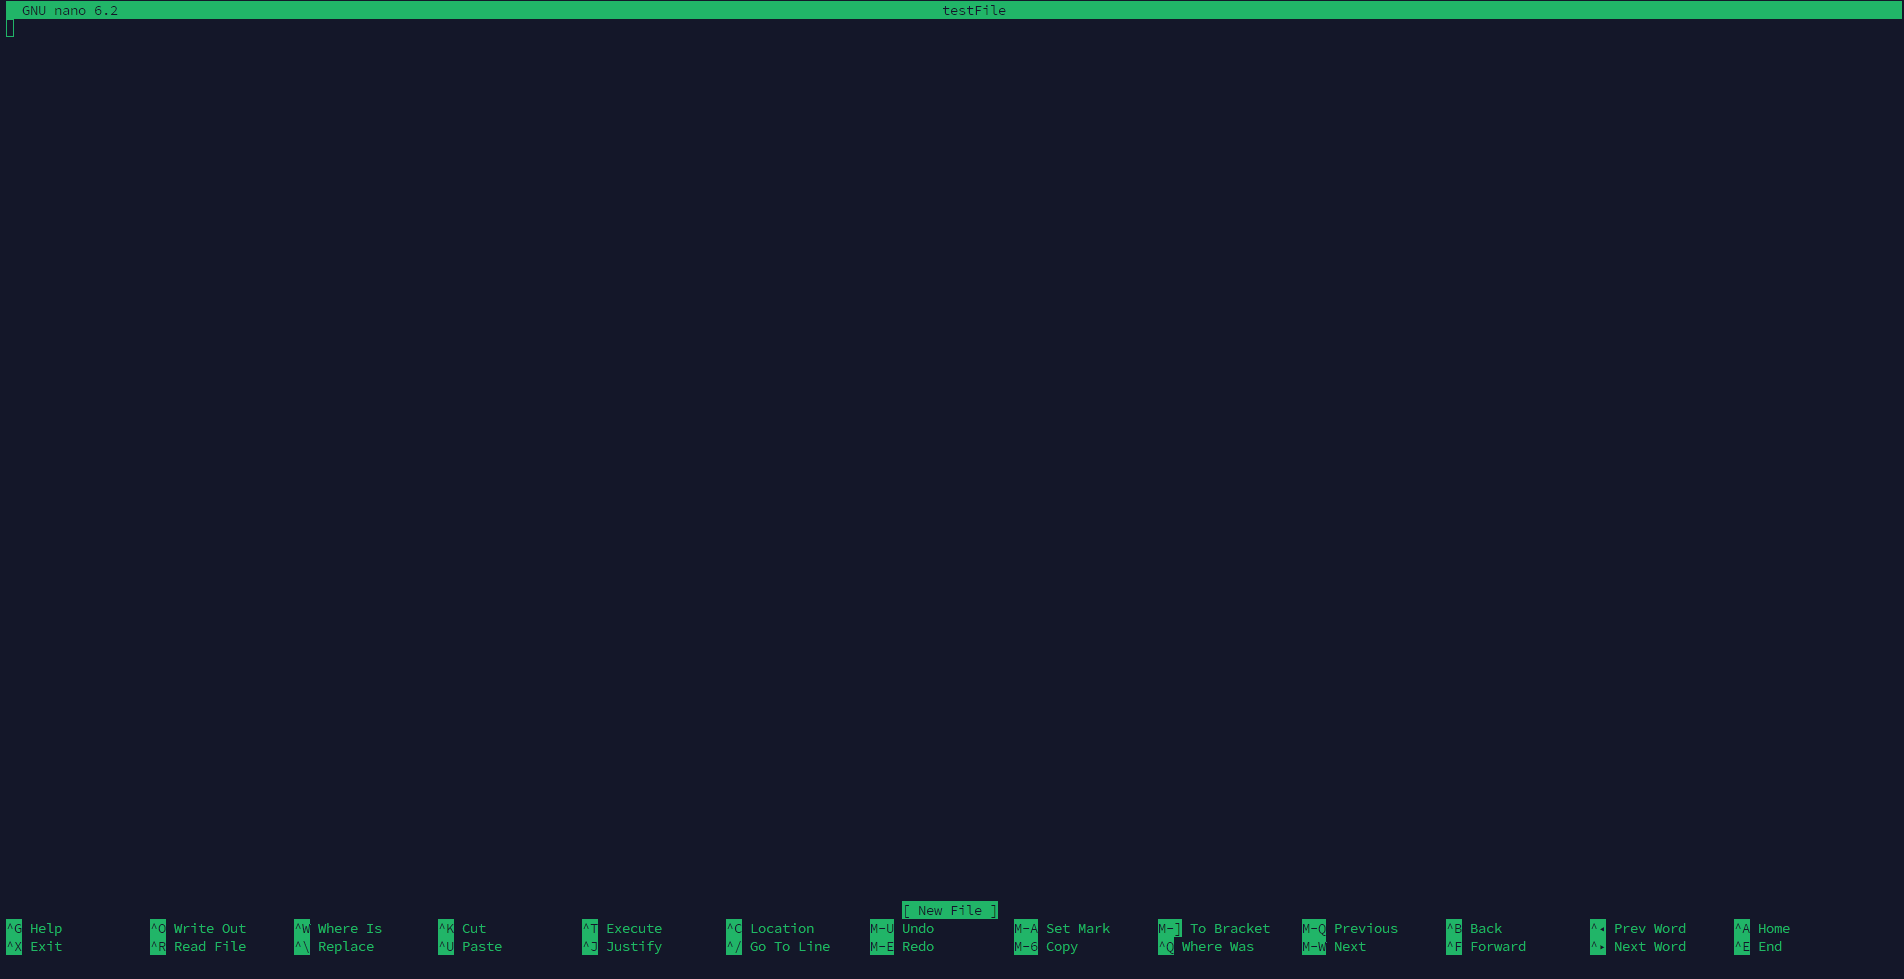 GNU nano 6.2 testFile
[ New File ]
^G Help ^O Write Out ^W Where Is ^K Cut ^T Execute ^C Location M-U Undo M-A Set Mark M-] To Bracket M-Q Previous ^B Back ^◂ Prev Word ^A Home
^X Exit ^R Read File ^\ Replace ^U Paste ^J Justify ^/ Go To Line M-E Redo M-6 Copy ^Q Where Was M-W Next ^F Forward ^▸ Next Word ^E End